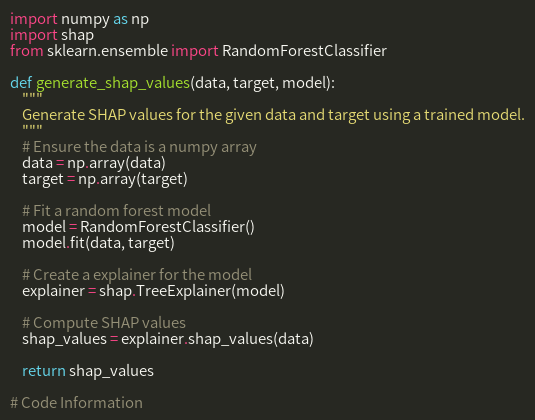 import numpy as np
import shap
from sklearn.ensemble import RandomForestClassifier
def generate_shap_values(data, target, model):
"""
Generate SHAP values for the given data and target using a trained model.
"""
# Ensure the data is a numpy array
data = np.array(data)
target = np.array(target)
# Fit a random forest model
model = RandomForestClassifier()
model.fit(data, target)
# Create a explainer for the model
explainer = shap.TreeExplainer(model)
# Compute SHAP values
shap_values = explainer.shap_values(data)
return shap_values
# Code Information